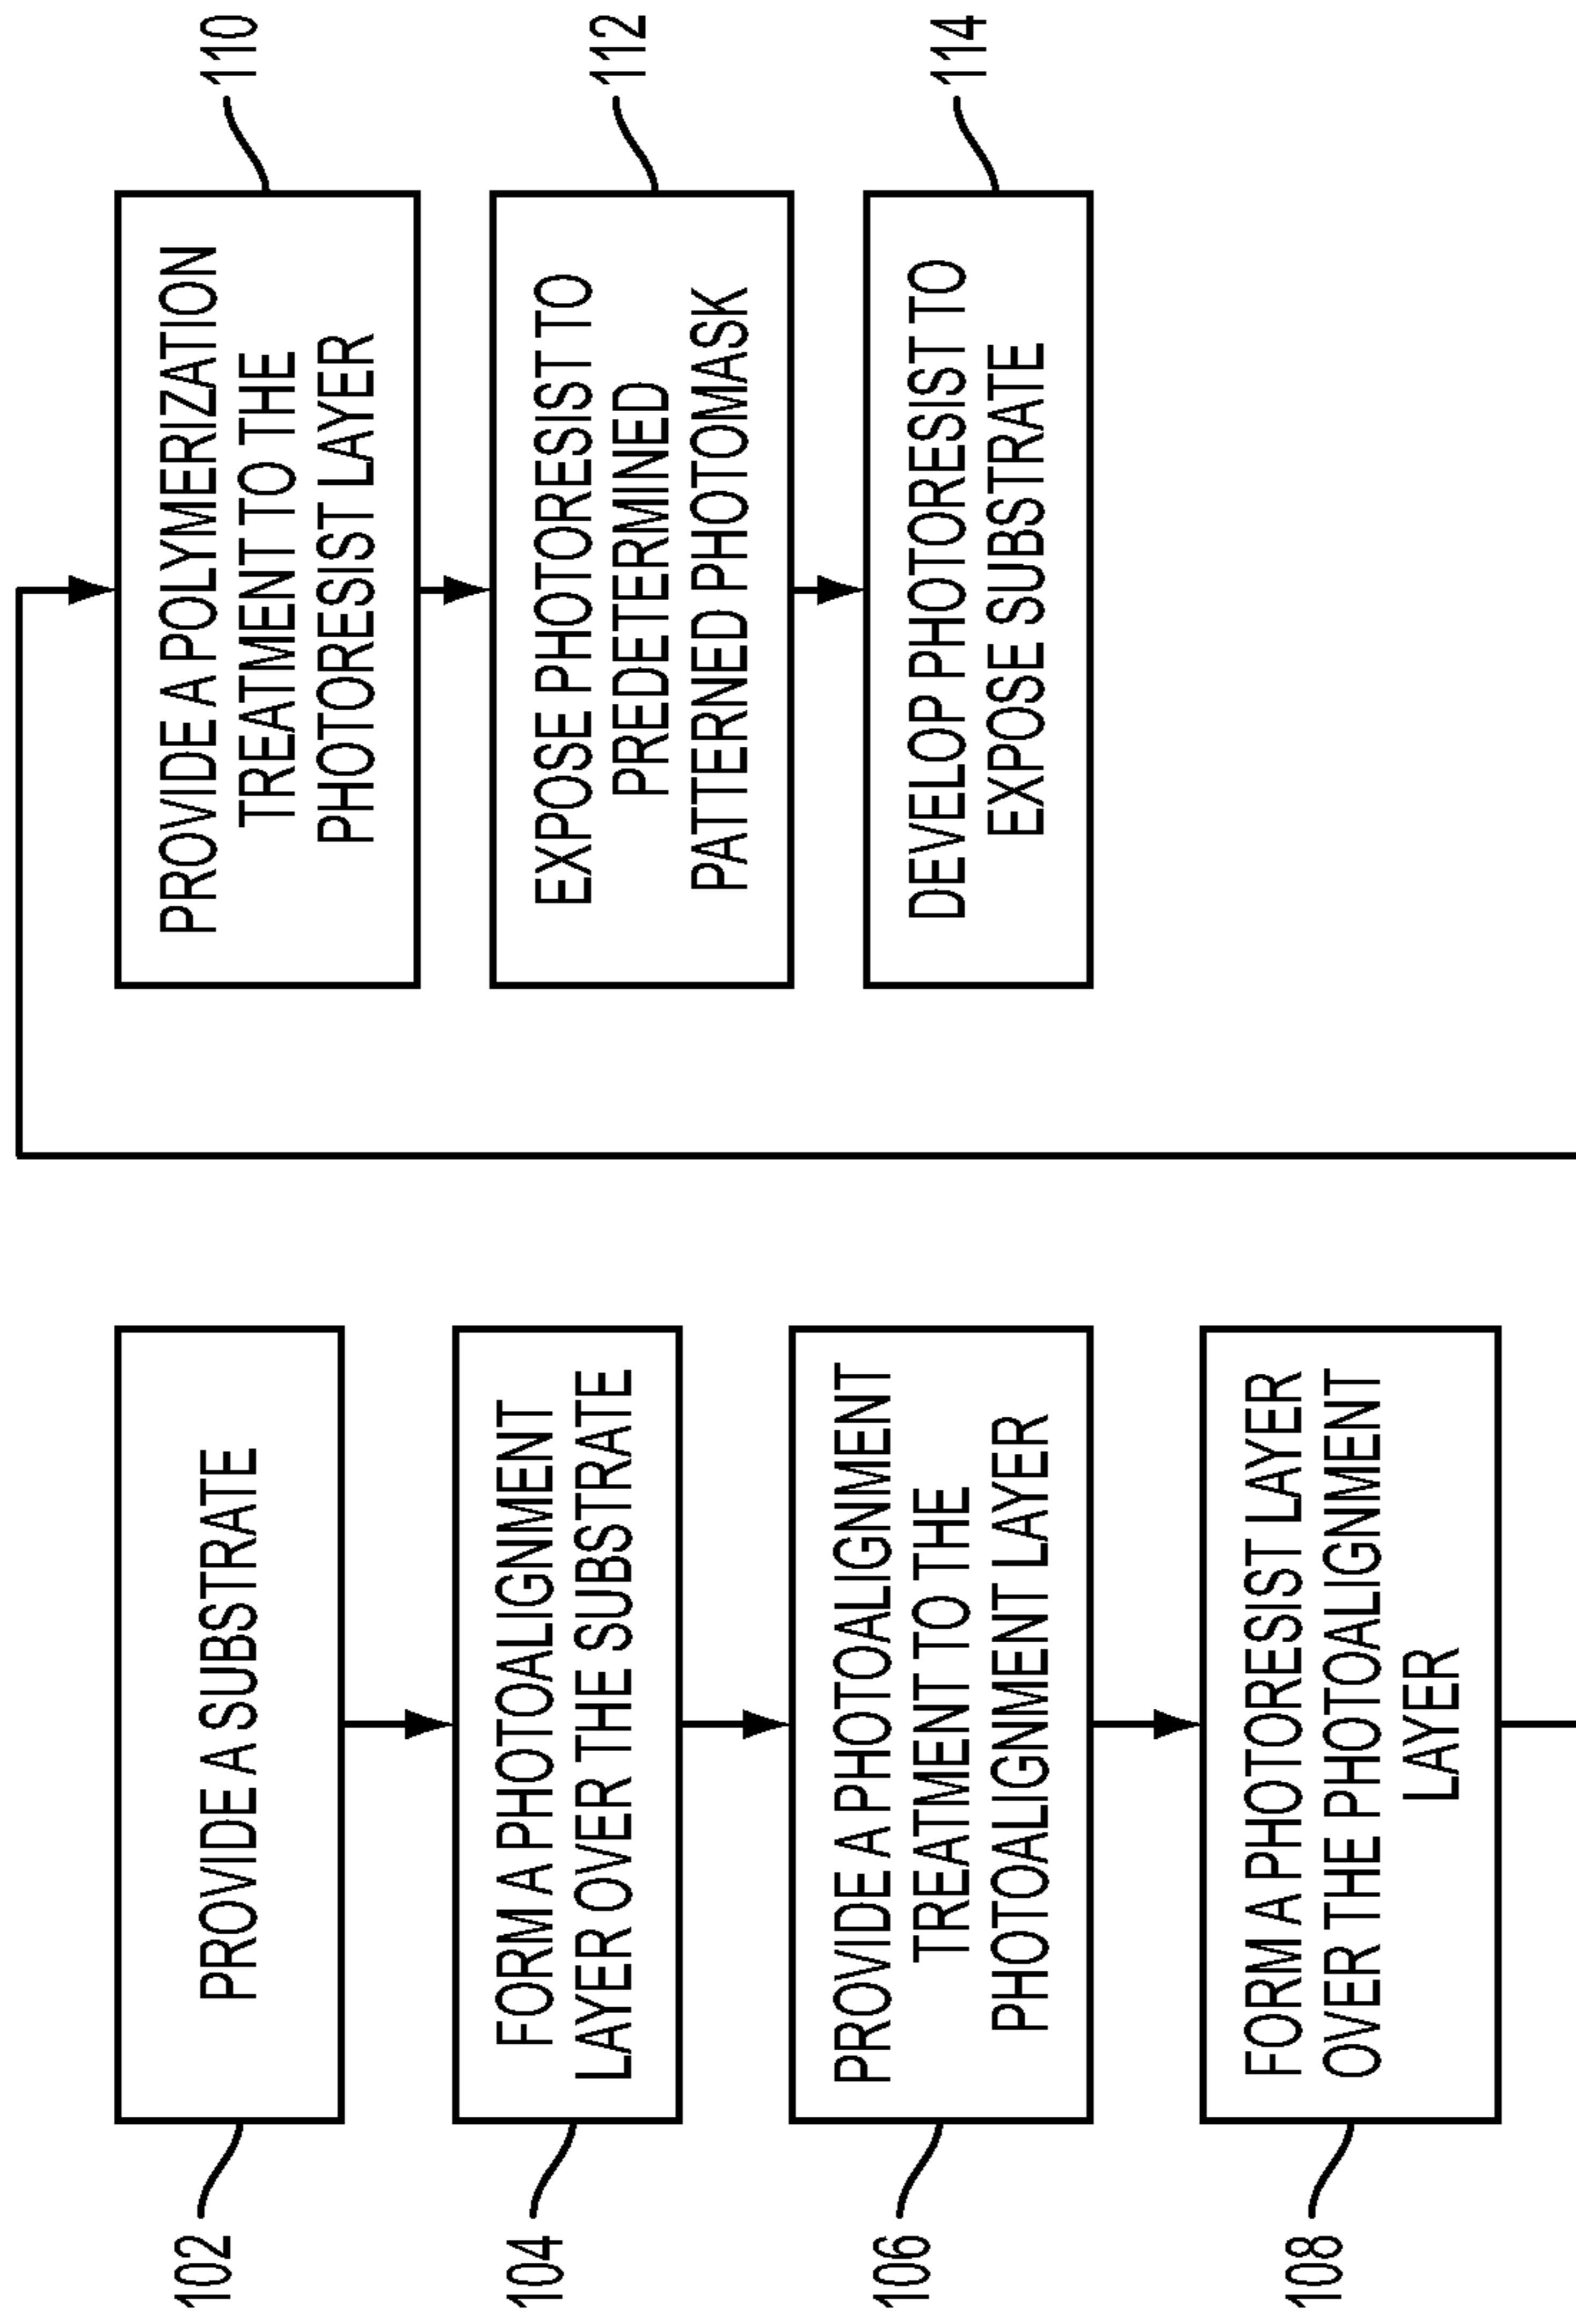 102
PROVIDE A SUBSTRATE
104
FORM A PHOTOALIGNMENT
LAYER OVER THE SUBSTRATE
106
PROVIDE A PHOTOALIGNMENT
TREATMENT TO THE
PHOTOALIGNMENT LAYER
108
FORM A PHOTORESIST LAYER
OVER THE PHOTOALIGNMENT
LAYER
PROVIDE A POLYMERIZATION
TREATMENT TO THE
PHOTORESIST LAYER
110
EXPOSE PHOTORESIST TO
PREDETERMINED
PATTERNED PHOTOMASK
112
DEVELOP PHOTORESIST TO
EXPOSE SUBSTRATE
114